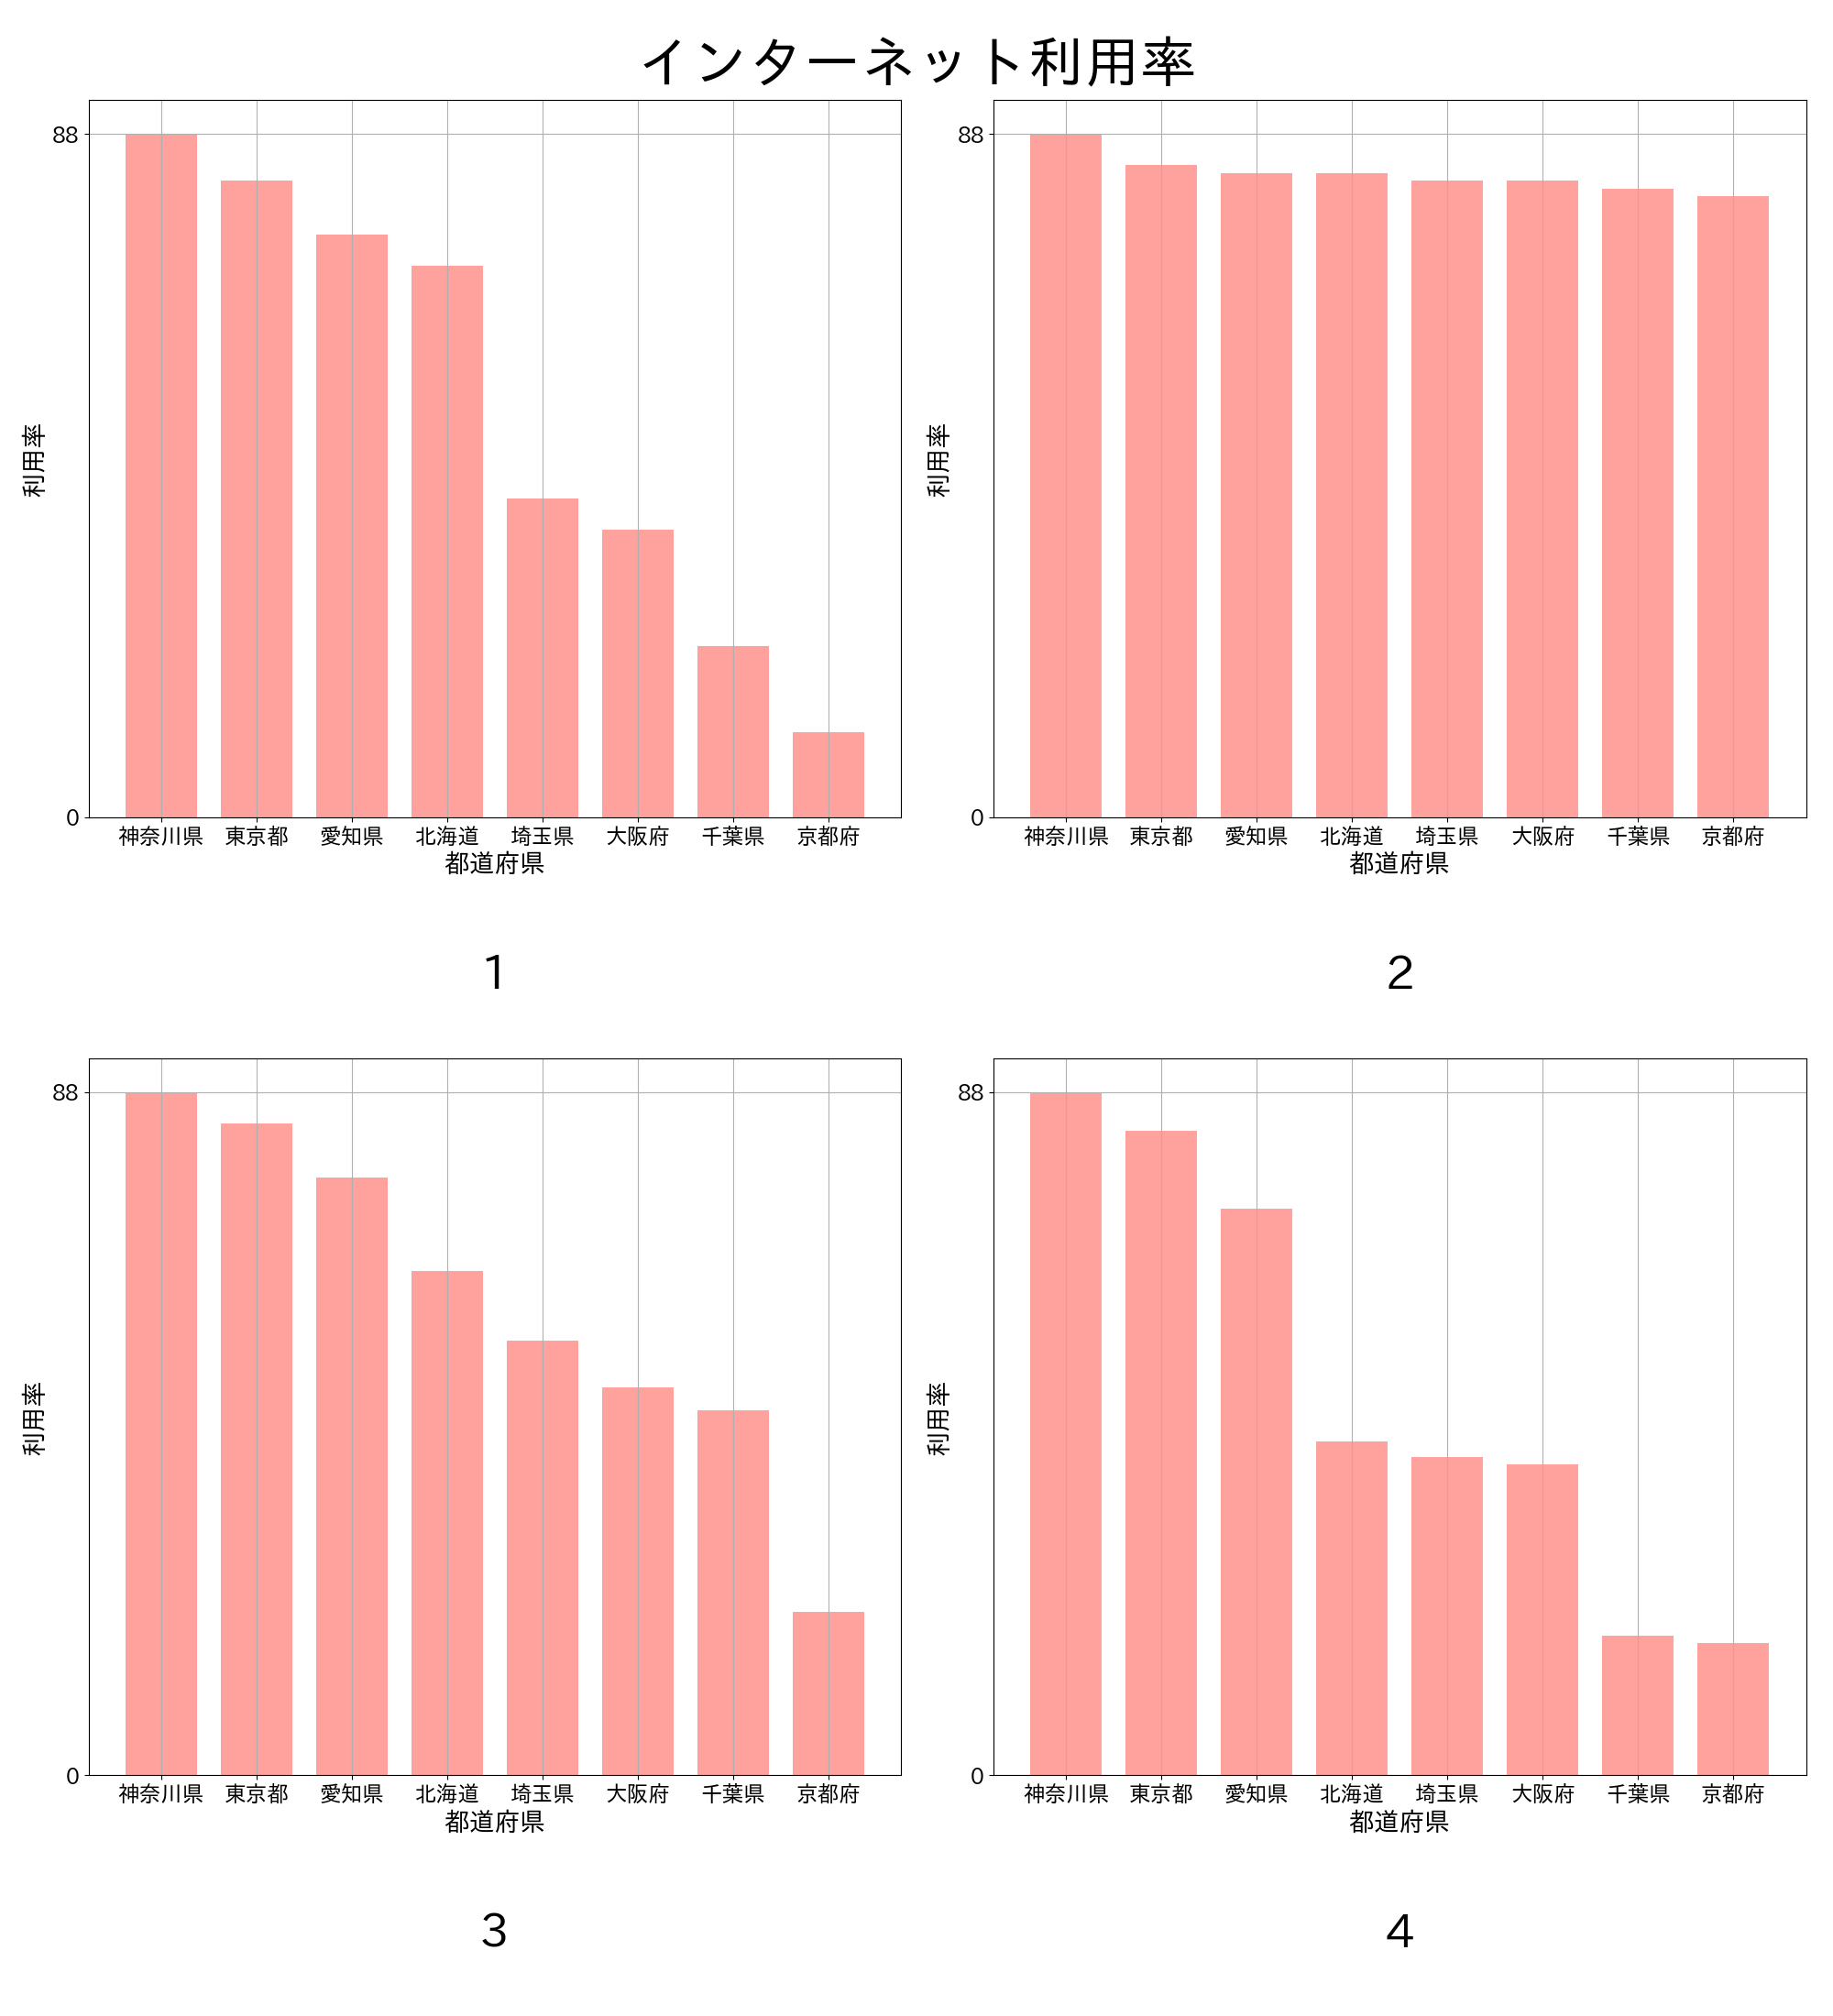 インターネット利用率
88
0
利用率
神奈川県 東京都 愛知県 北海道 埼玉県 大阪府 千葉県 京都府
都道府県
1
88
0
利用率
神奈川県 東京都 愛知県 北海道 埼玉県 大阪府 千葉県 京都府
都道府県
2
88
0
利用率
神奈川県 東京都 愛知県 北海道 埼玉県 大阪府 千葉県 京都府
都道府県
3
88
0
利用率
神奈川県 東京都 愛知県 北海道 埼玉県 大阪府 千葉県 京都府
都道府県
4